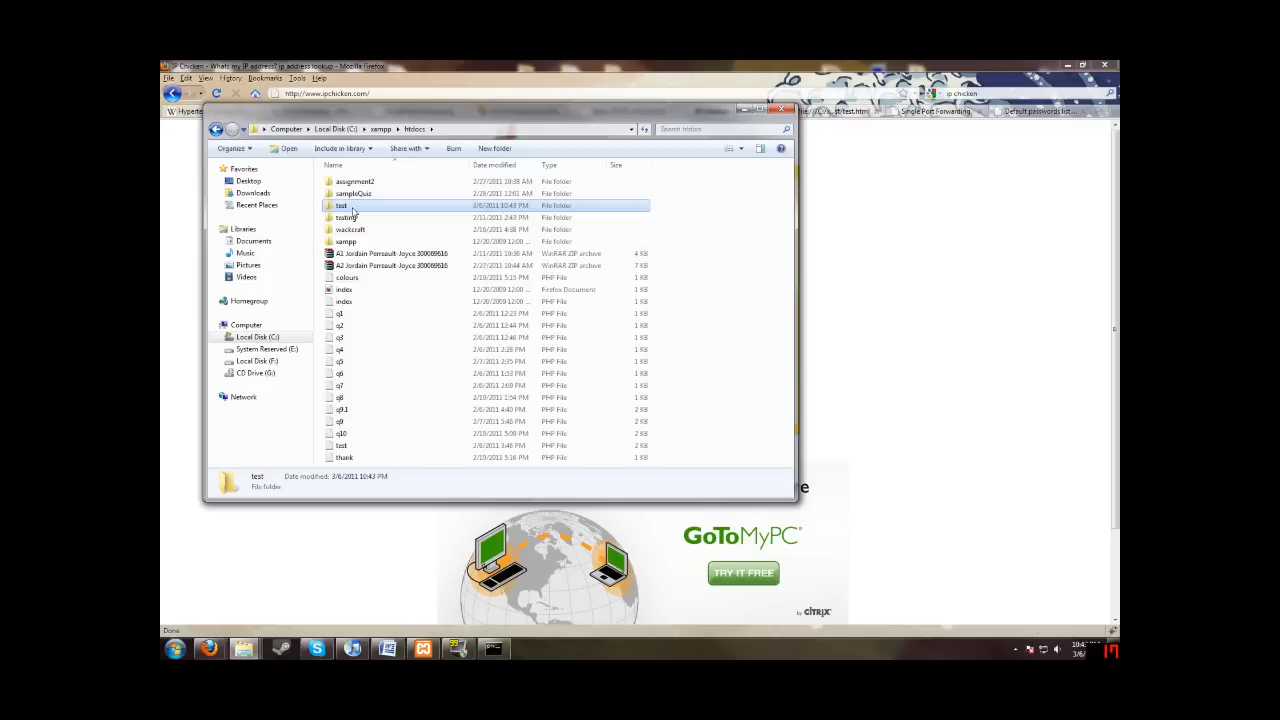 IP Chicken - Whats my IP address? ip address lookup - Mozilla Firefox
File Edit View History Bookmarks Tools Help
http://www.ipchicken.com/
ip chicken
Hypertext
Single Port Forwarding
Default passwords list
Computer Local Disk (C:) xampp htdocs
Search htdocs
Organize Open Include in library Share with Burn New folder
Name Date modified Type Size
Favorites
Desktop
Downloads
Recent Places
Libraries
Documents
Music
Pictures
Videos
Homegroup
Computer
Local Disk (C:)
System Reserved (E:)
Local Disk (F:)
CD Drive (G:)
Network
assignment2 2/27/2011 10:38 AM File folder
sampleQuiz 2/28/2011 12:01 AM File folder
test 3/6/2011 10:43 PM File folder
testing 2/11/2011 2:43 PM File folder
wackcraft 2/16/2011 4:38 PM File folder
xampp 12/20/2009 12:00 ... File folder
A1 Jordain Perreault-Joyce 300069616 2/11/2011 10:36 AM WinRAR ZIP archive 4 KB
A2 Jordain Perreault-Joyce 300069616 2/27/2011 10:44 AM WinRAR ZIP archive 7 KB
colours 2/10/2011 5:15 PM PHP File 1 KB
index 12/20/2009 12:00 ... Firefox Document 1 KB
index 12/20/2009 12:00 ... PHP File 1 KB
q1 2/6/2011 12:23 PM PHP File 1 KB
q2 2/6/2011 12:44 PM PHP File 1 KB
q3 2/6/2011 12:46 PM PHP File 1 KB
q4 2/6/2011 2:28 PM PHP File 1 KB
q5 2/7/2011 2:35 PM PHP File 1 KB
q6 2/6/2011 1:53 PM PHP File 1 KB
q7 2/6/2011 2:09 PM PHP File 1 KB
q8 2/10/2011 1:54 PM PHP File 1 KB
q9.1 2/6/2011 4:40 PM PHP File 2 KB
q9 2/7/2011 5:46 PM PHP File 2 KB
q10 2/10/2011 5:09 PM PHP File 2 KB
test 2/6/2011 3:46 PM PHP File 2 KB
thank 2/10/2011 5:16 PM PHP File 1 KB
test Date modified: 3/6/2011 10:43 PM
File folder
GoToMyPC
TRY IT FREE
by CITRIX
Done
17